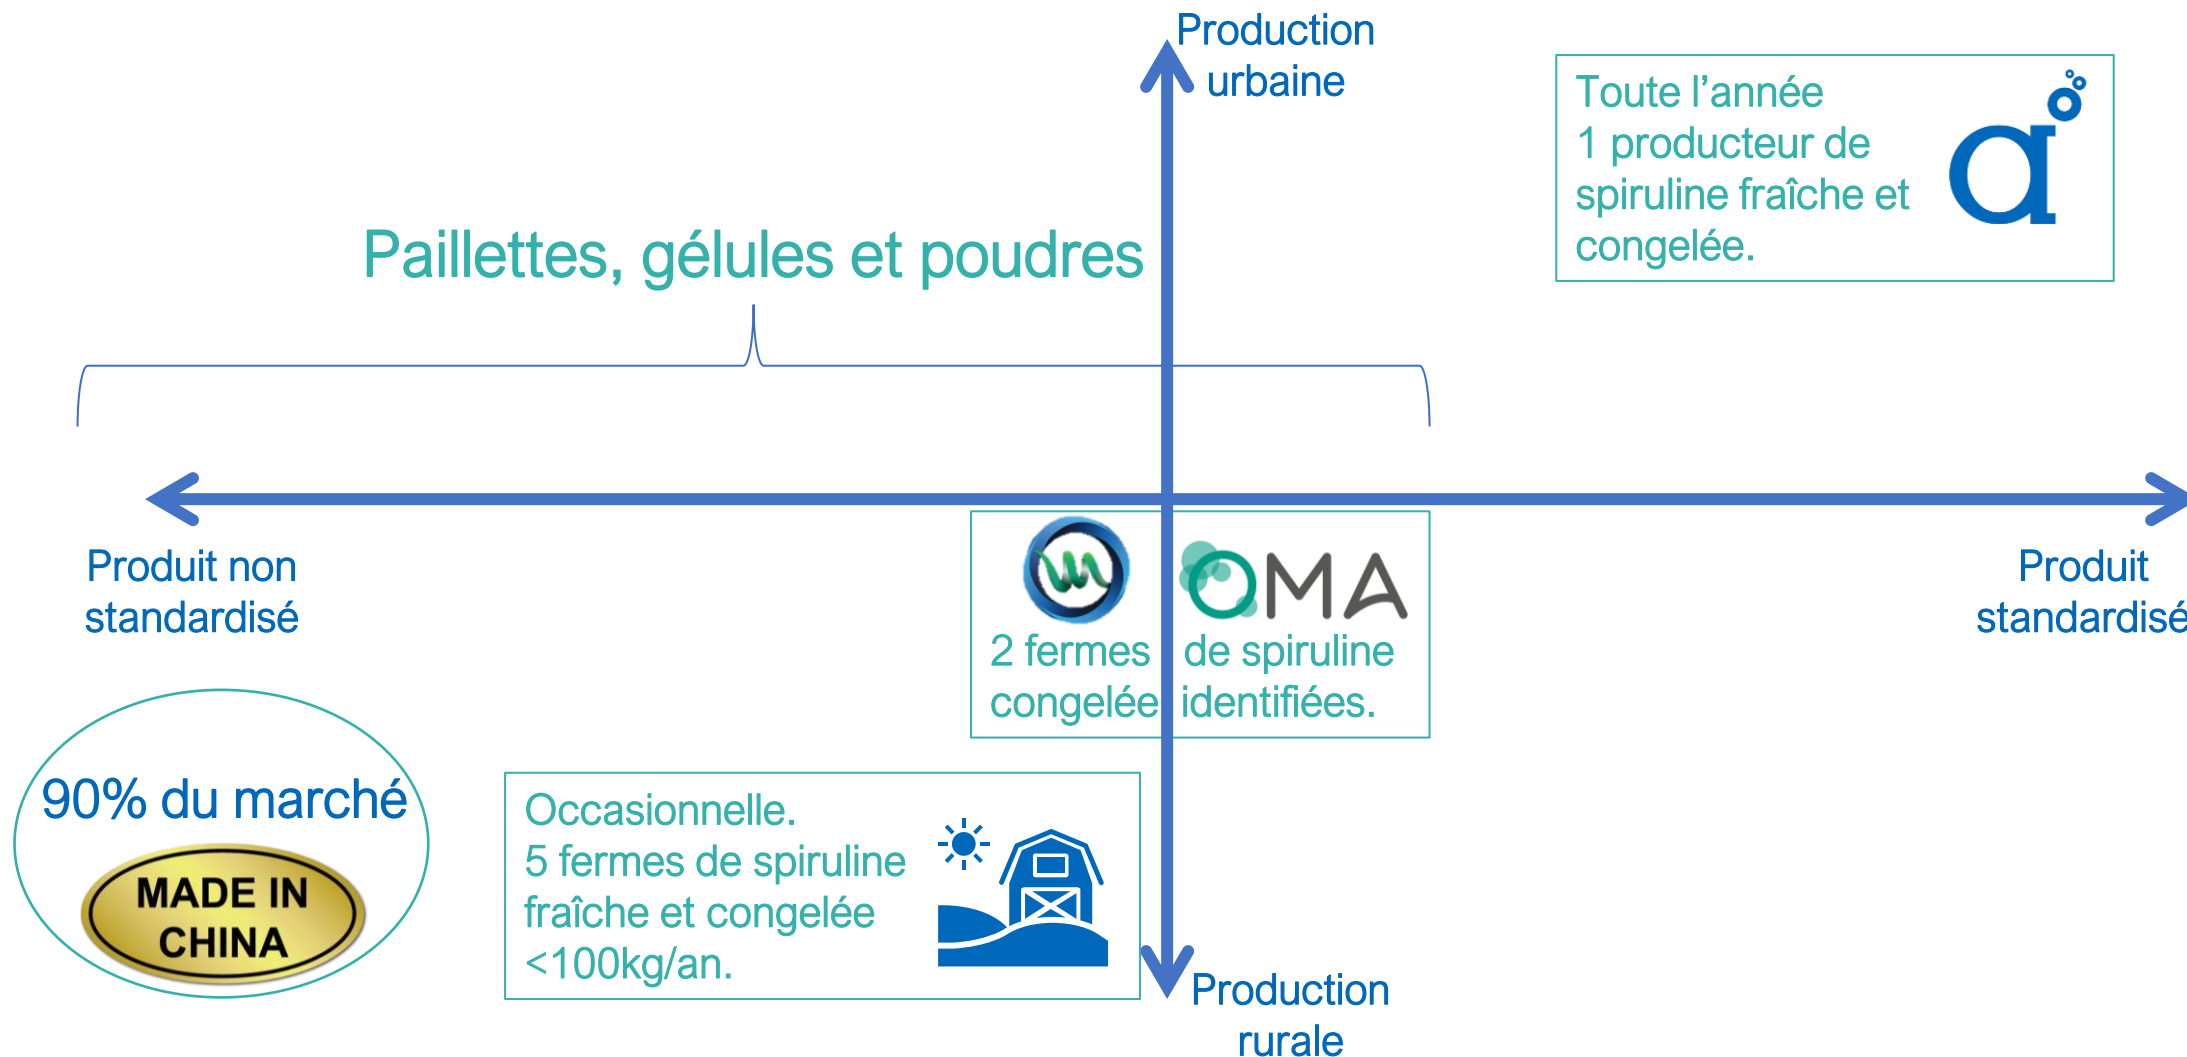 Production
urbaine
Toute l’année
1 producteur de
spiruline fraîche et
congelée.
a
Paillettes, gélules et poudres
Produit non
standardisé
Produit
standardisé
OMA
2 fermes de spiruline
congelée identifiées.
90% du marché
MADE IN
CHINA
Occasionnelle.
5 fermes de spiruline
fraîche et congelée
<100kg/an.
Production
rurale